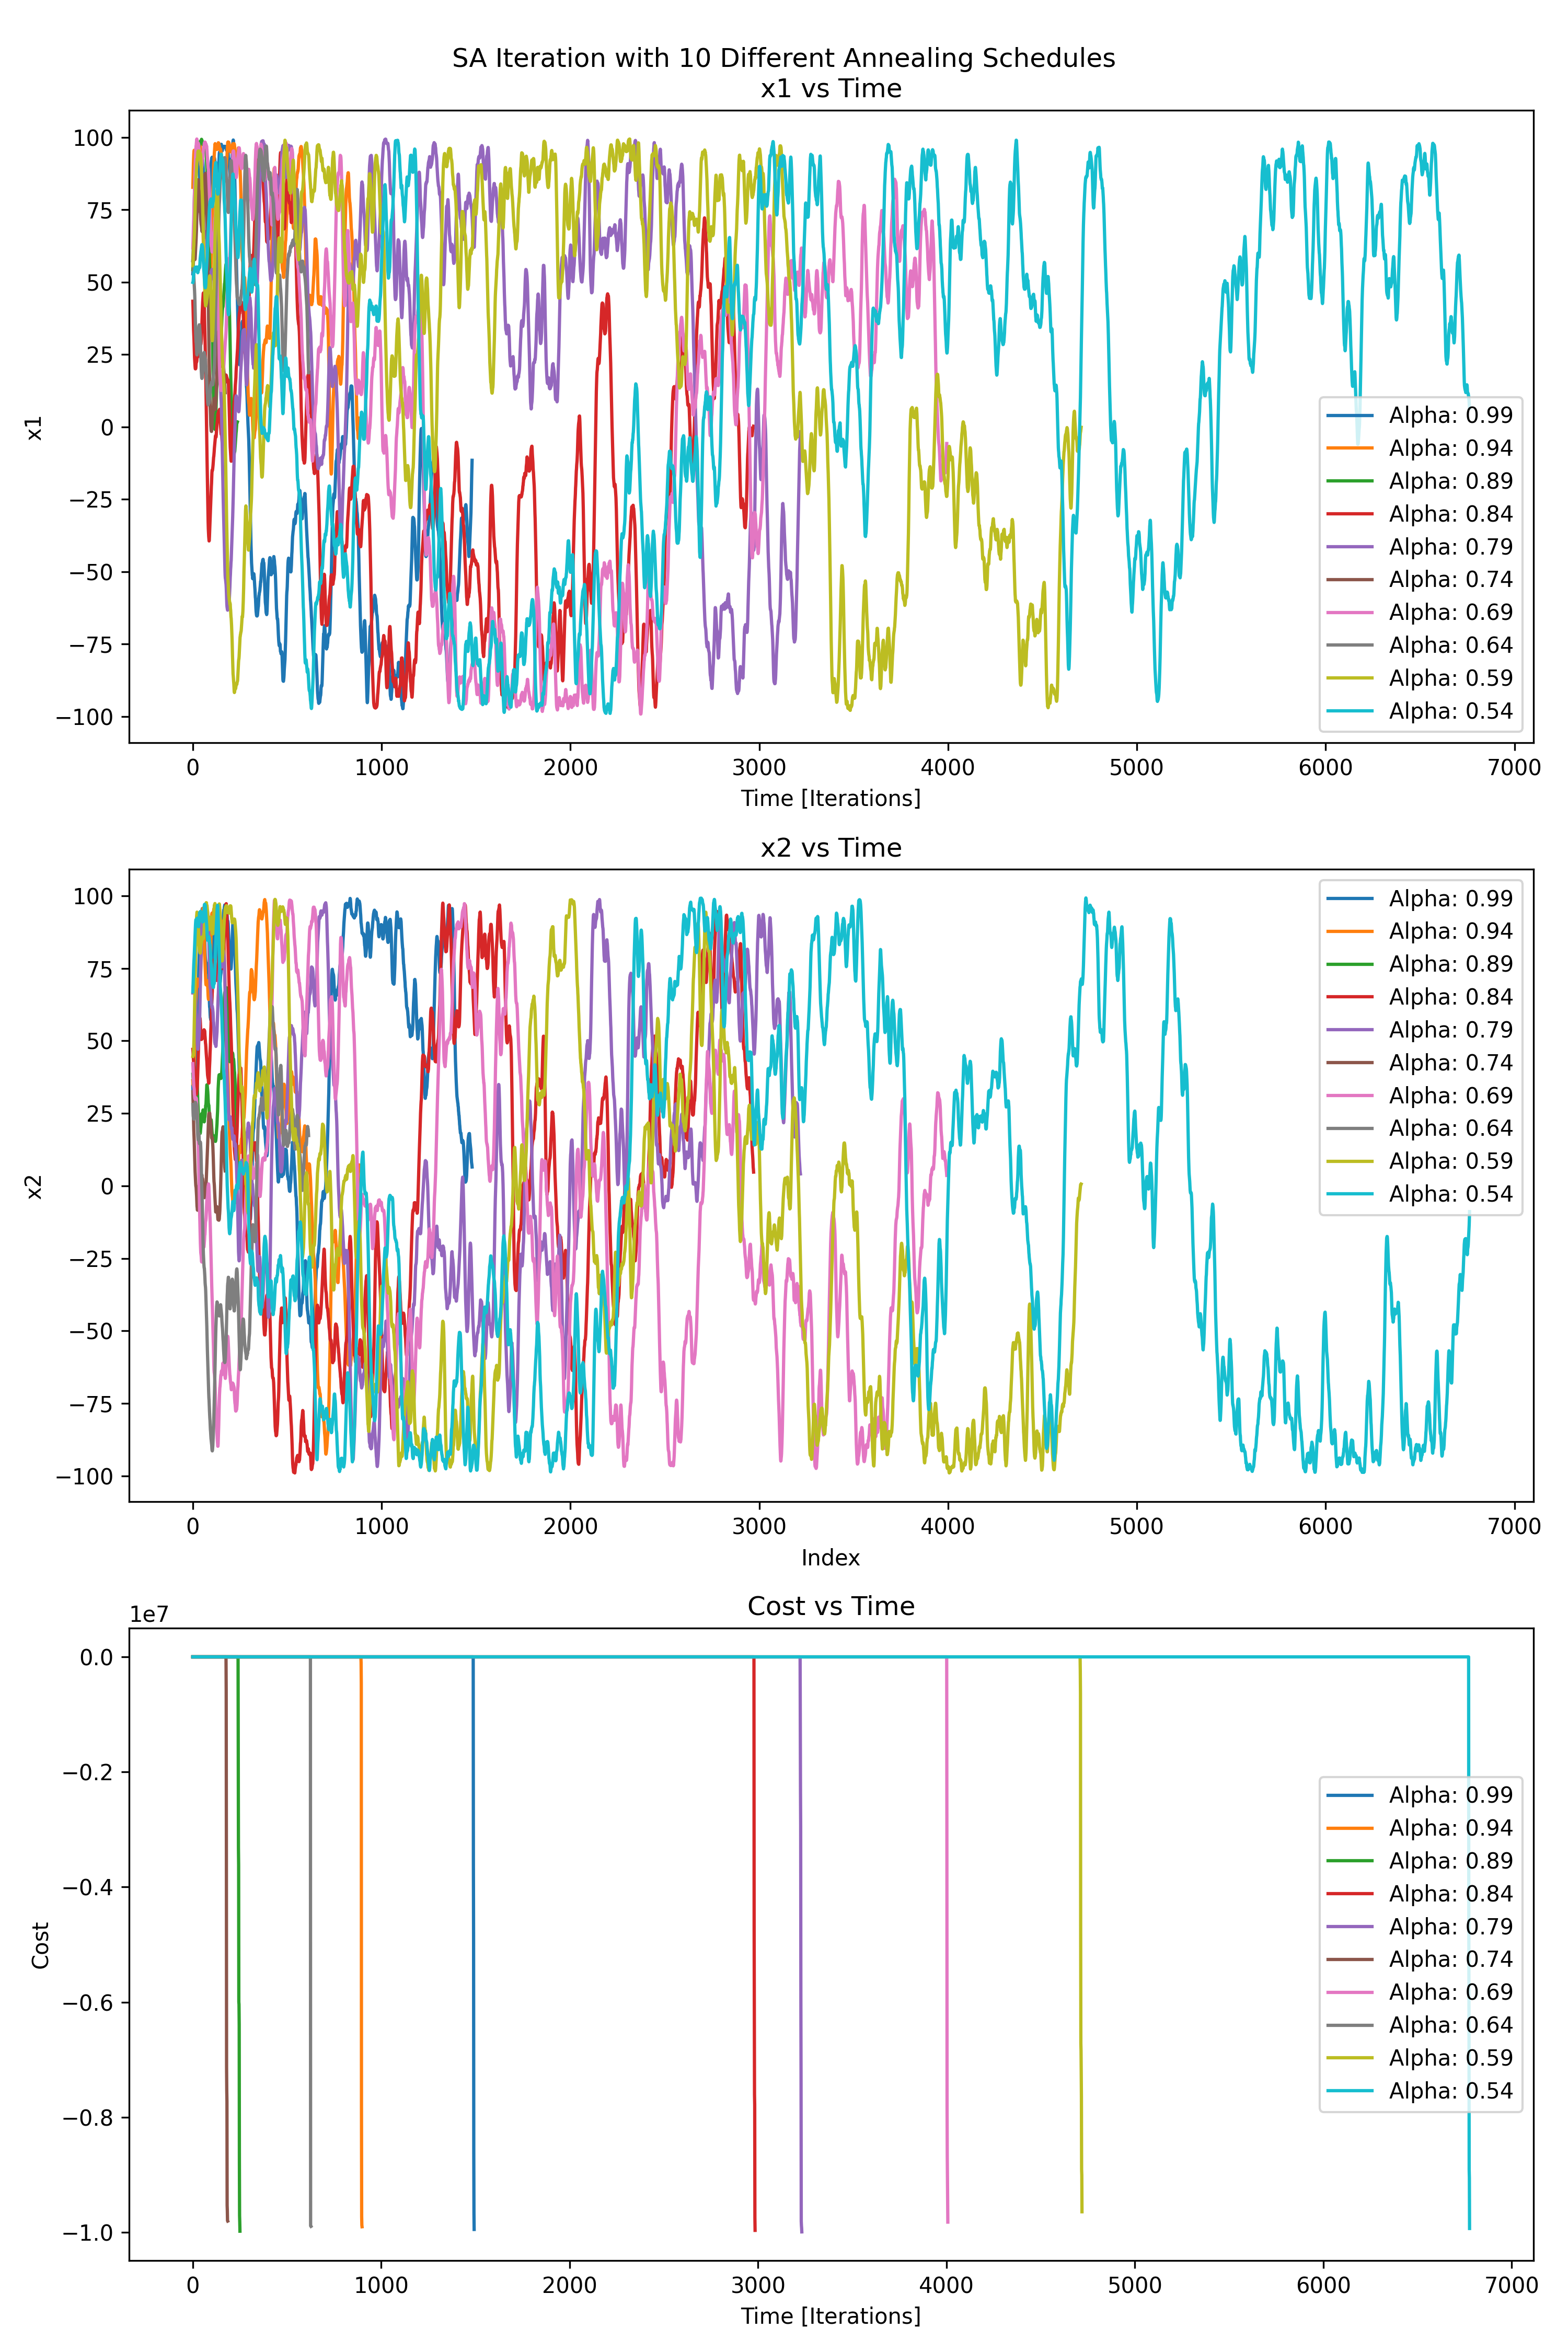 SA Iteration with 10 Different Annealing Schedules
x1 vs Time
100
75
50
25
0
−25
−50
−75
−100
x1
Alpha: 0.99
Alpha: 0.94
Alpha: 0.89
Alpha: 0.84
Alpha: 0.79
Alpha: 0.74
Alpha: 0.69
Alpha: 0.64
Alpha: 0.59
Alpha: 0.54
0 1000 2000 3000 4000 5000 6000 7000
Time [Iterations]
x2 vs Time
100
75
50
25
0
−25
−50
−75
−100
x2
Alpha: 0.99
Alpha: 0.94
Alpha: 0.89
Alpha: 0.84
Alpha: 0.79
Alpha: 0.74
Alpha: 0.69
Alpha: 0.64
Alpha: 0.59
Alpha: 0.54
0 1000 2000 3000 4000 5000 6000 7000
Index
Cost vs Time
1e7
0.0
−0.2
−0.4
−0.6
−0.8
−1.0
Cost
Alpha: 0.99
Alpha: 0.94
Alpha: 0.89
Alpha: 0.84
Alpha: 0.79
Alpha: 0.74
Alpha: 0.69
Alpha: 0.64
Alpha: 0.59
Alpha: 0.54
0 1000 2000 3000 4000 5000 6000 7000
Time [Iterations]